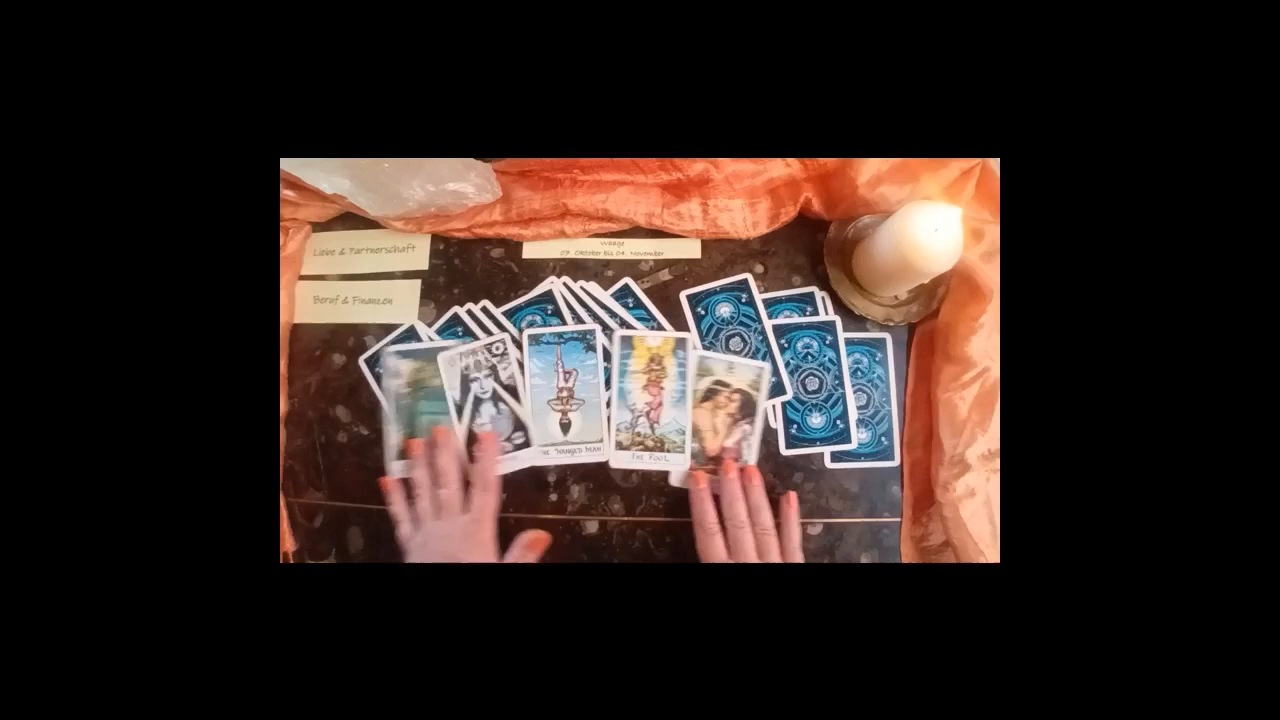 Liebe & Partnerschaft
Waage
07. Oktober bis 04. November
Beruf & Finanzen
THE HANGED MAN
THE FOOL